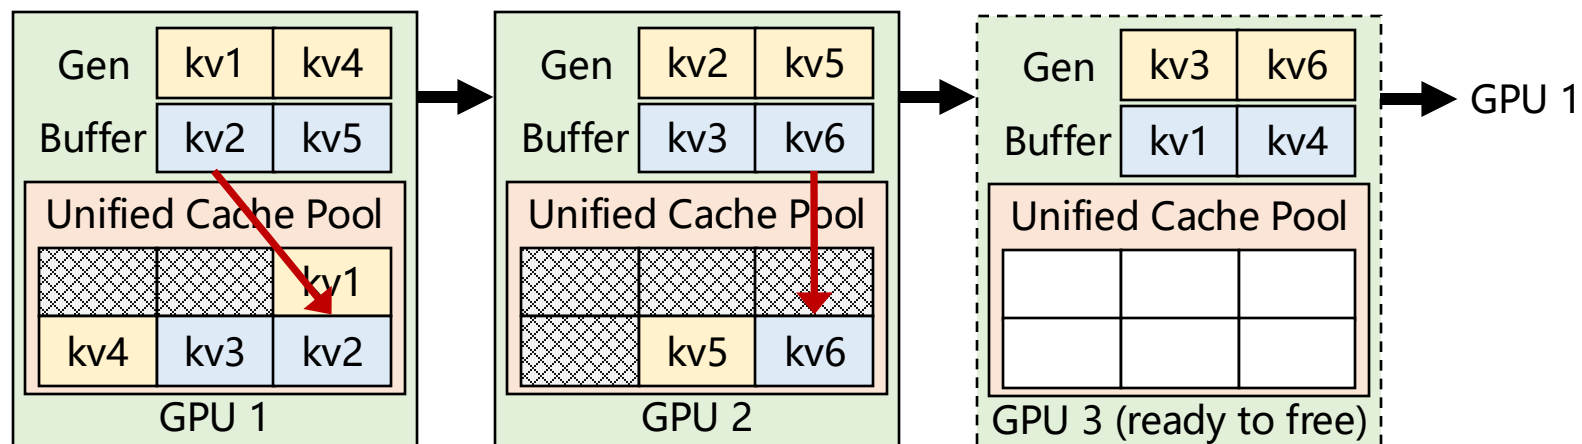 Gen kv1 kv4
Buffer kv2 kv5
Unified Cache Pool
kv1
kv4 kv3 kv2
GPU 1
Gen kv2 kv5
Buffer kv3 kv6
Unified Cache Pool
kv5 kv6
GPU 2
Gen kv3 kv6
Buffer kv1 kv4
Unified Cache Pool
GPU 3 (ready to free)
GPU 1